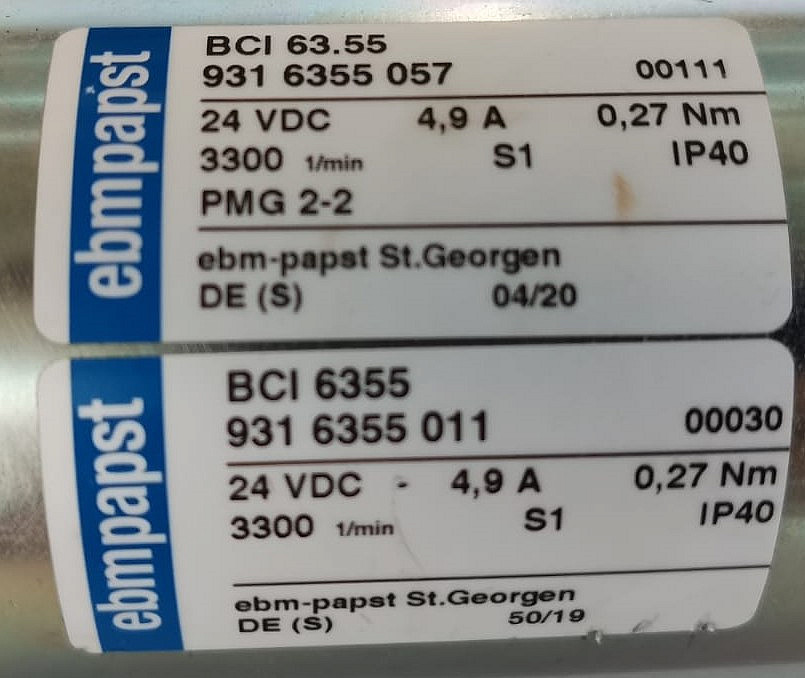 ebmpapst
BCI 63.55
931 6355 057 00111
24 VDC 4,9 A 0,27 Nm
3300 1/min S1 IP40
PMG 2-2
ebm-papst St.Georgen
DE (S) 04/20
ebmpapst
BCI 6355
931 6355 011 00030
24 VDC - 4,9 A 0,27 Nm
3300 1/min S1 IP40
ebm-papst St.Georgen
DE (S) 50/19